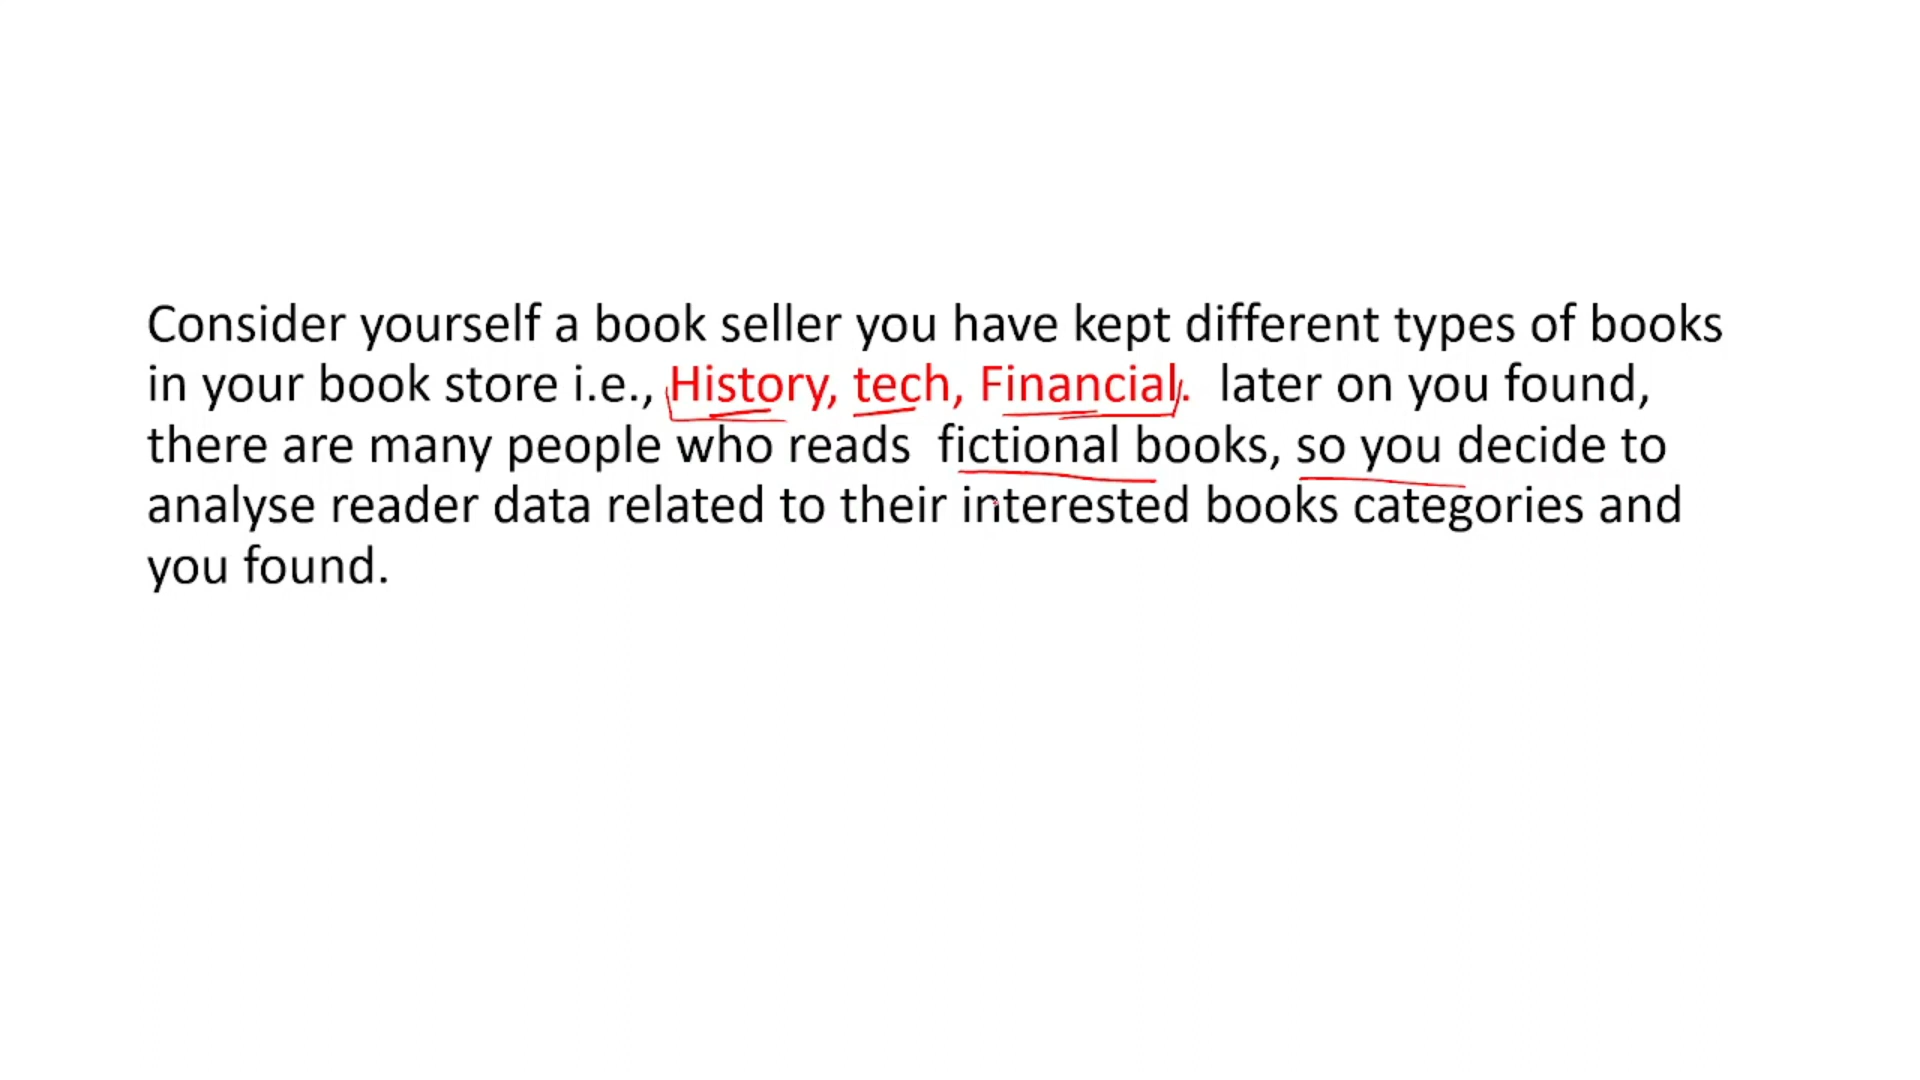 Consider yourself a book seller you have kept different types of books
in your book store i.e., History, tech, Financial.  later on you found,
there are many people who reads  fictional books, so you decide to
analyse reader data related to their interested books categories and
you found.